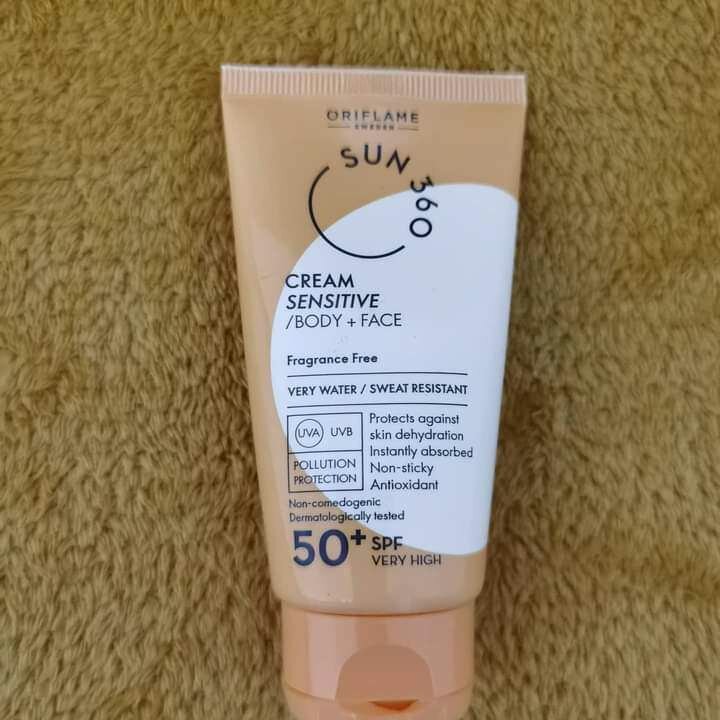 ORIFLAME
SWEDEN
SUN 360
CREAM
SENSITIVE
/BODY + FACE
Fragrance Free
VERY WATER / SWEAT RESISTANT
UVA UVB
POLLUTION
PROTECTION
Protects against
skin dehydration
Instantly absorbed
Non-sticky
Antioxidant
Non-comedogenic
Dermatologically tested
50+ SPF
VERY HIGH